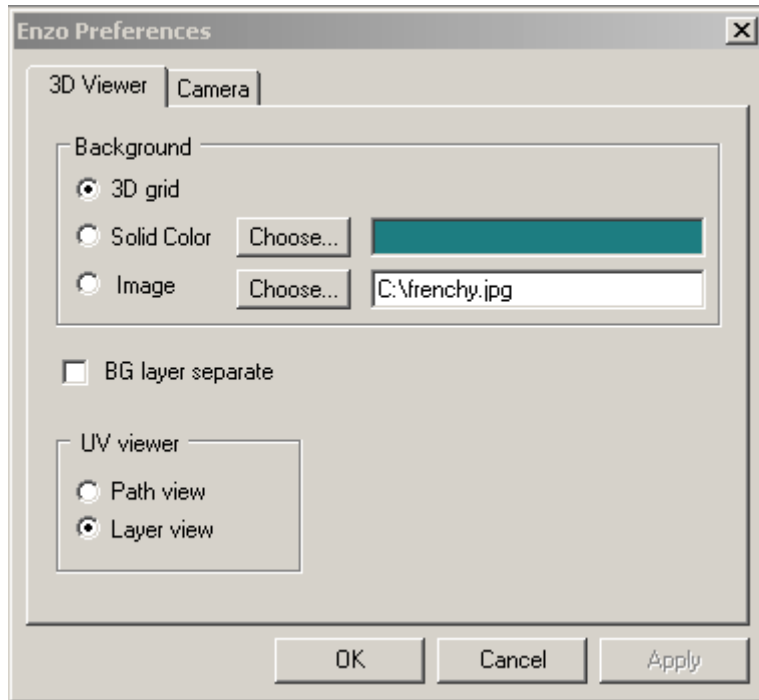 Enzo Preferences
3D Viewer Camera
Background
3D grid
Solid Color Choose...
Image Choose... C:\frenchy.jpg
BG layer separate
UV viewer
Path view
Layer view
OK Cancel Apply